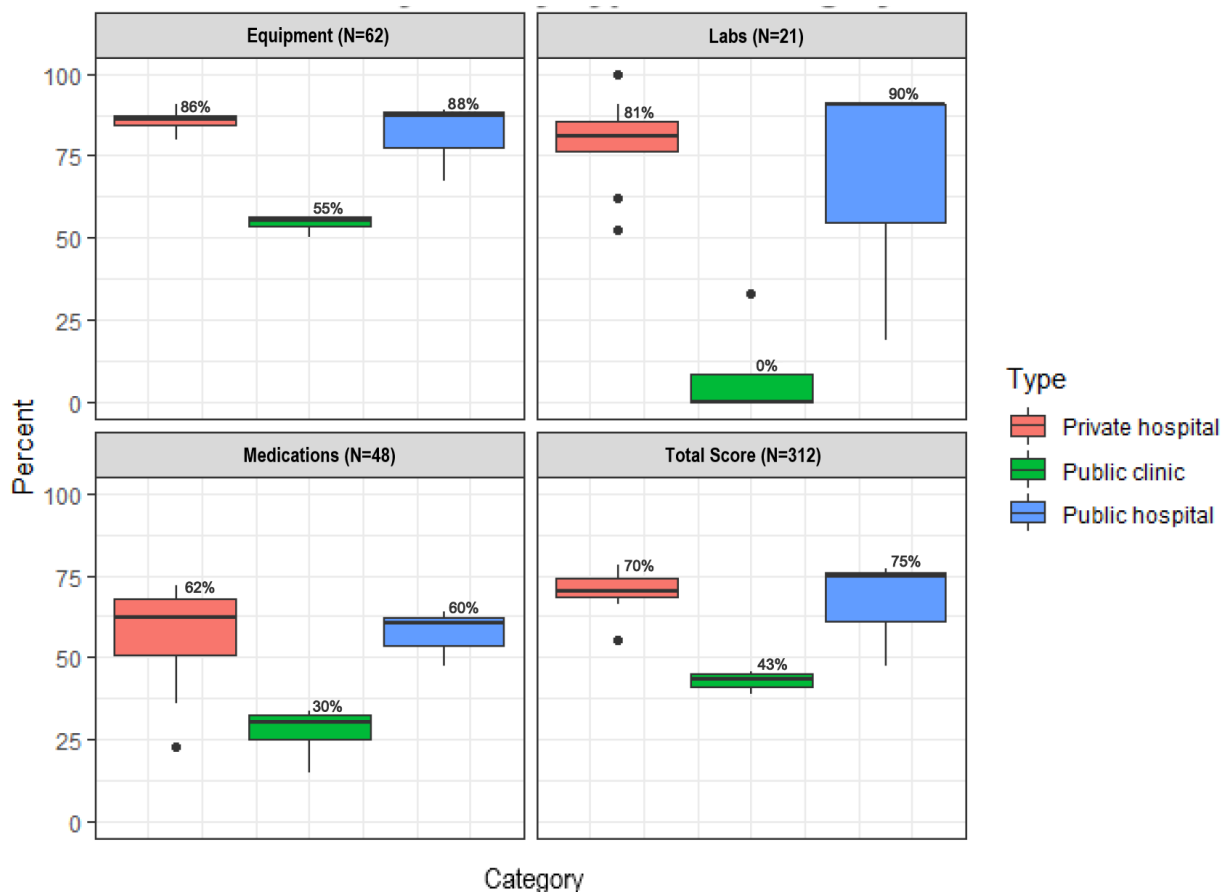 Equipment (N=62)
Labs (N=21)
100
75
50
25
0
86%
55%
88%
81%
0%
90%
Medications (N=48)
Total Score (N=312)
100
75
50
25
0
62%
30%
60%
70%
43%
75%
Percent
Category
Type
Private hospital
Public clinic
Public hospital